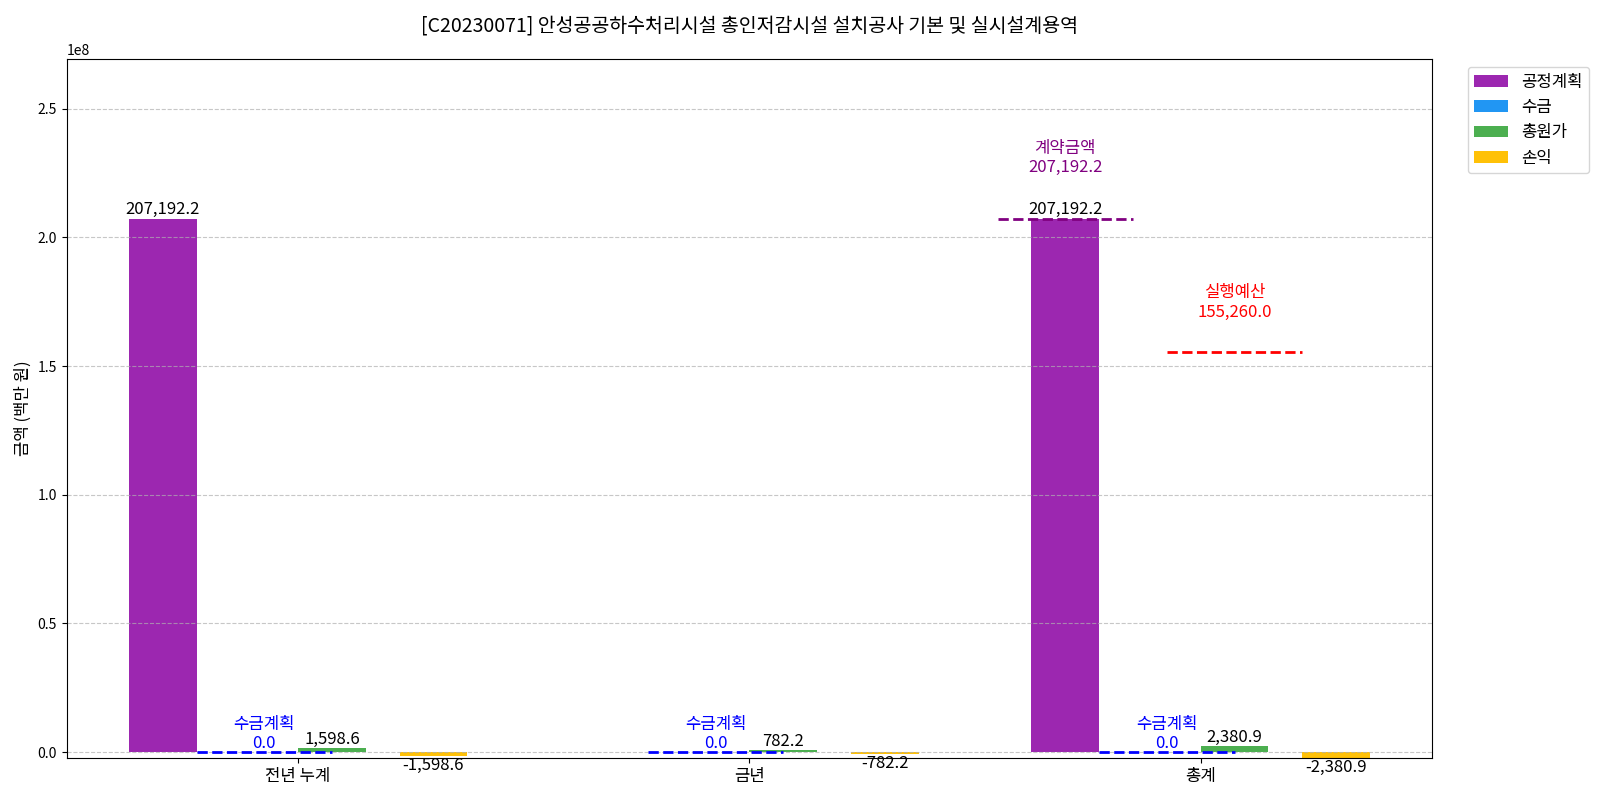 [C20230071] 안성공공하수처리시설 총인저감시설 설치공사 기본 및 실시설계용역
1e8
2.5
2.0
1.5
1.0
0.5
0.0
금액 (백만 원)
공정계획
수금
총원가
손익
계약금액
207,192.2
207,192.2
207,192.2
실행예산
155,260.0
수금계획
0.0
1,598.6
-1,598.6
수금계획
0.0
782.2
-782.2
수금계획
0.0
2,380.9
-2,380.9
전년 누계
금년
총계